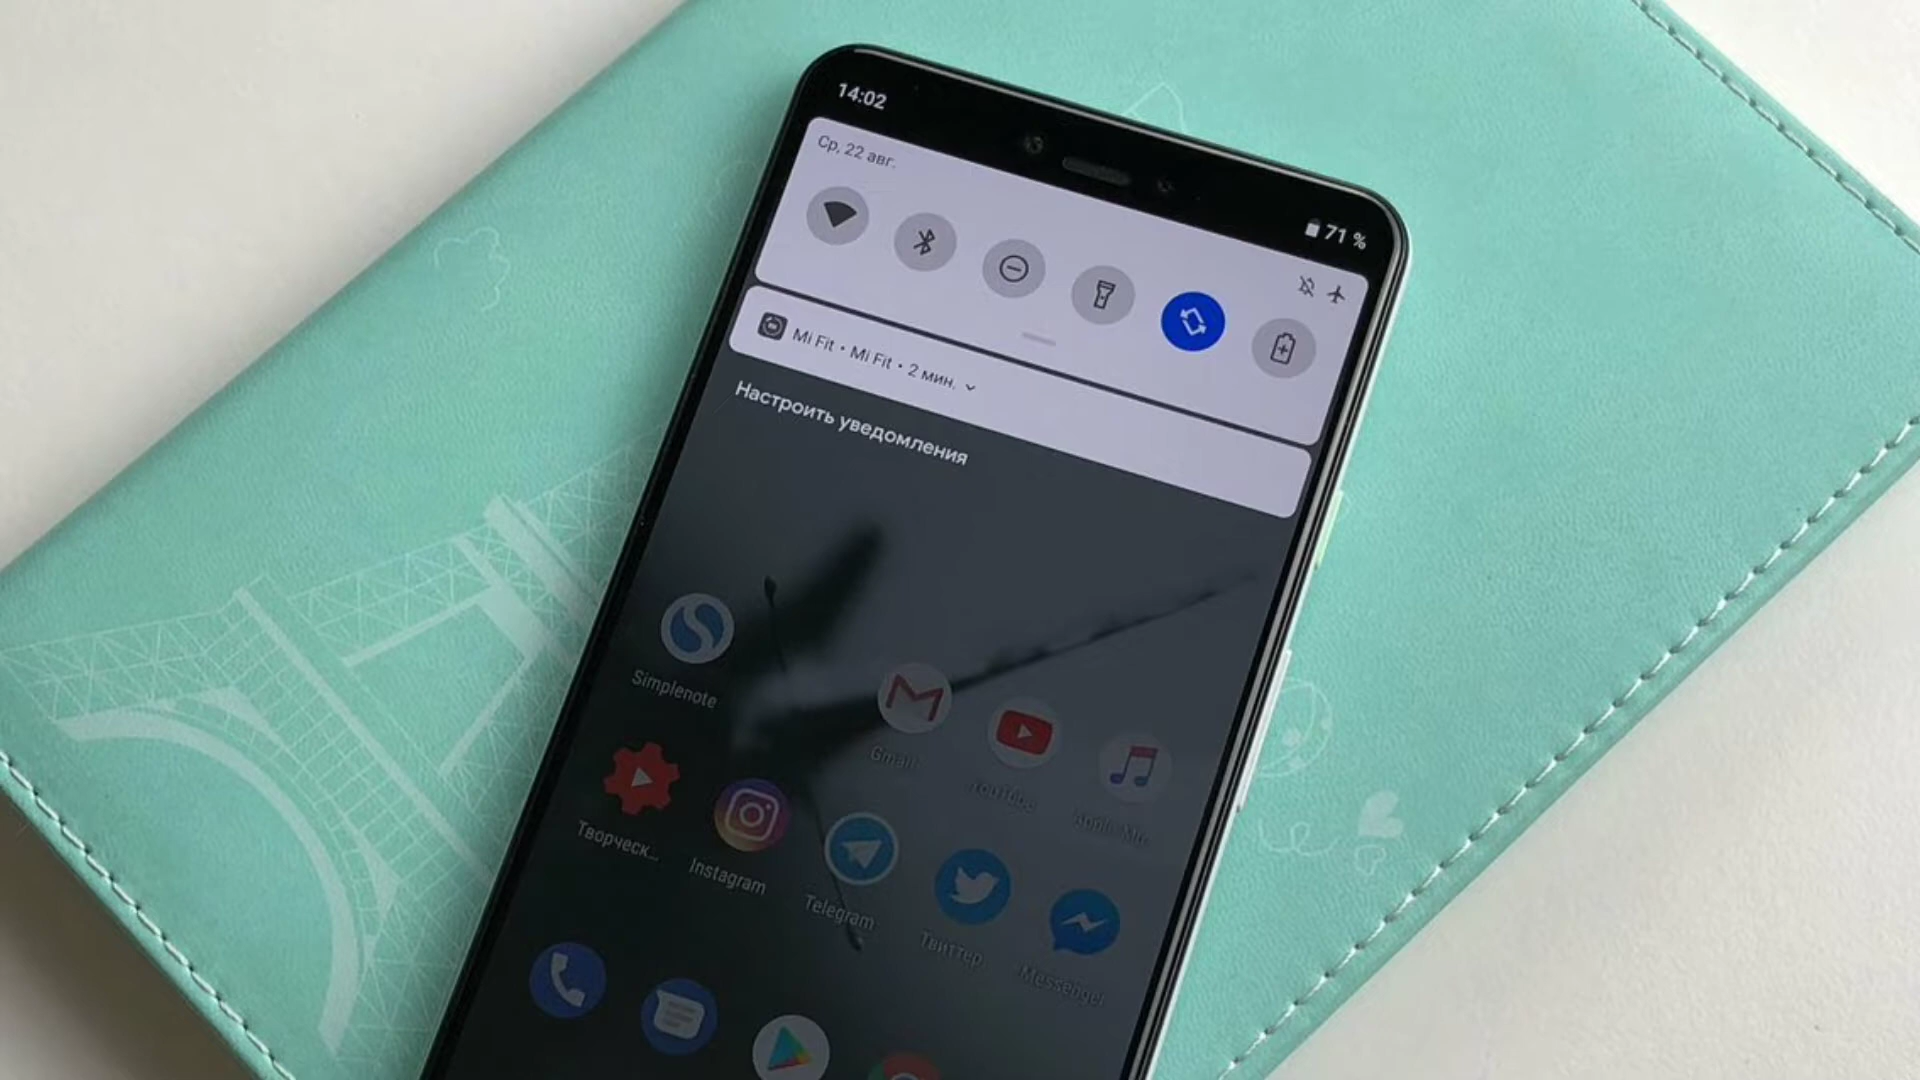 14:02
71 %
Ср, 22 авг.
Mi Fit • Mi Fit • 2 мин.
Настроить уведомления
Simplenote
Gmail
YouTube
Apple Mu
Творческ...
Instagram
Telegram
Твиттер
Messenger